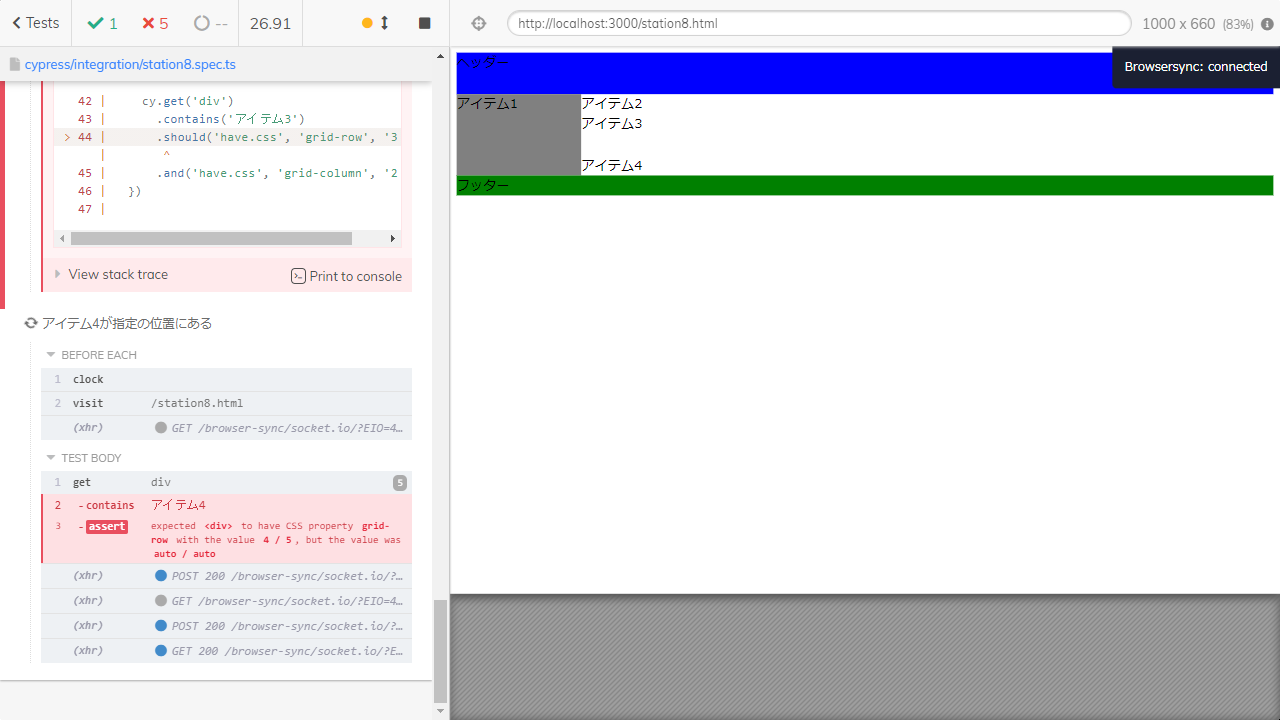 Tests
1
5
--
26.91
http://localhost:3000/station8.html
1000 x 660 (83%)
cypress/integration/station8.spec.ts
42 | cy.get('div')
43 | .contains('アイテム3')
> 44 | .should('have.css', 'grid-row', '3
| ^
45 | .and('have.css', 'grid-column', '2
46 | })
47 |
View stack trace
Print to console
アイテム4が指定の位置にある
BEFORE EACH
1 clock
2 visit /station8.html
(xhr) GET /browser-sync/socket.io/?EIO=4…
TEST BODY
1 get div 5
2 -contains アイテム4
3 -assert expected <div> to have CSS property grid-
row with the value 4 / 5, but the value was
auto / auto
(xhr) POST 200 /browser-sync/socket.io/?…
(xhr) GET /browser-sync/socket.io/?EIO=4…
(xhr) POST 200 /browser-sync/socket.io/?…
(xhr) GET 200 /browser-sync/socket.io/?E…
ヘッダー
Browsersync: connected
アイテム1
アイテム2
アイテム3
アイテム4
フッター